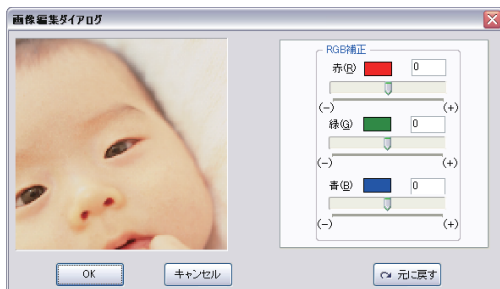 画像編集ダイアログ
RGB補正
赤(R) 0
(-) (+)
緑(G) 0
(-) (+)
青(B) 0
(-) (+)
OK キャンセル 元に戻す